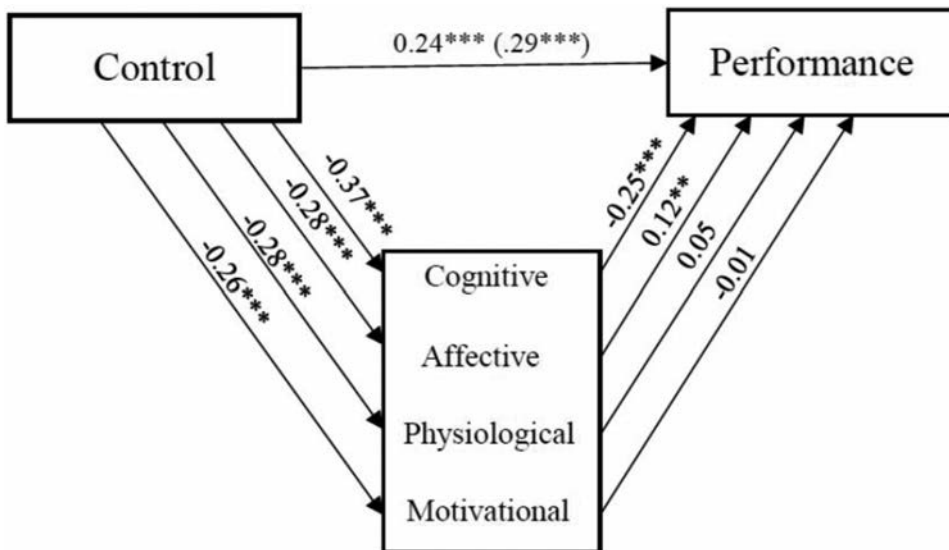 Control
0.24*** (.29***)
Performance
-0.37***
-0.28***
-0.28***
-0.26***
-0.25***
0.12**
0.05
-0.01
Cognitive
Affective
Physiological
Motivational